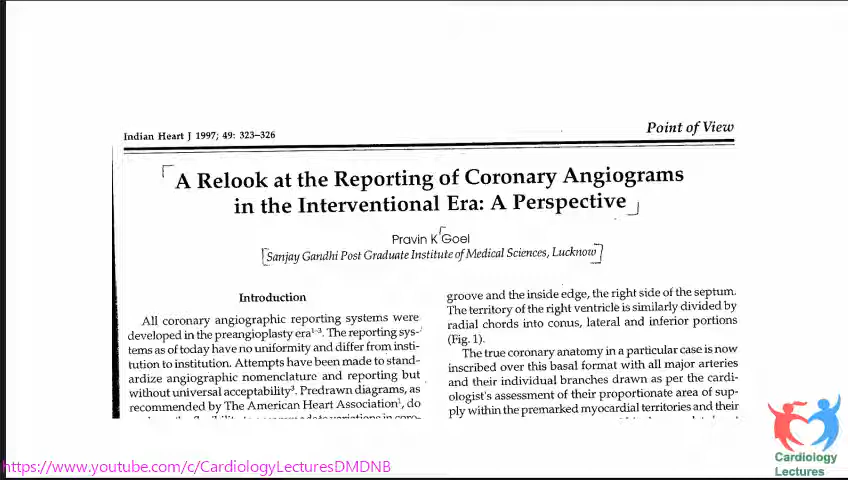 Indian Heart J 1997; 49: 323–326
Point of View
A Relook at the Reporting of Coronary Angiograms
in the Interventional Era: A Perspective
Pravin K Goel
Sanjay Gandhi Post Graduate Institute of Medical Sciences, Lucknow
Introduction
All coronary angiographic reporting systems were
developed in the preangioplasty era¹⁻³. The reporting sys-
tems as of today have no uniformity and differ from insti-
tution to institution. Attempts have been made to stand-
ardize angiographic nomenclature and reporting but
without universal acceptability³. Predrawn diagrams, as
recommended by The American Heart Association¹, do
groove and the inside edge, the right side of the septum.
The territory of the right ventricle is similarly divided by
radial chords into conus, lateral and inferior portions
(Fig. 1).
The true coronary anatomy in a particular case is now
inscribed over this basal format with all major arteries
and their individual branches drawn as per the cardi-
ologist's assessment of their proportionate area of sup-
ply within the premarked myocardial territories and their
Cardiology
Lectures
https://www.youtube.com/c/CardiologyLecturesDMDNB